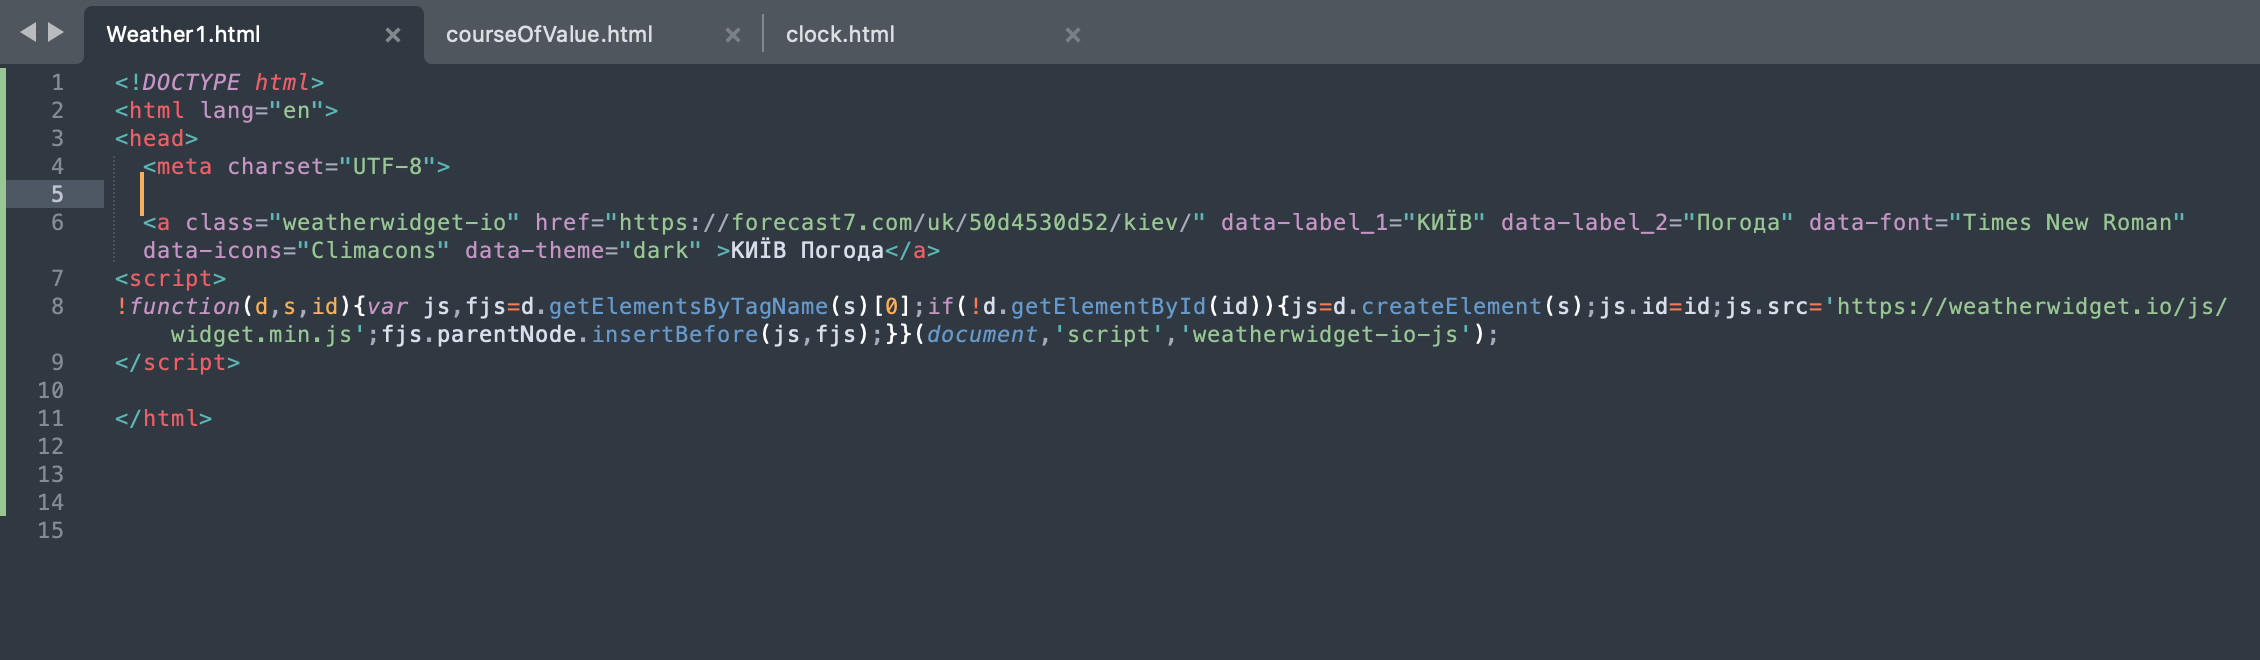 Weather1.html courseOfValue.html clock.html
1 <!DOCTYPE html>
2 <html lang="en">
3 <head>
4 <meta charset="UTF-8">
5
6 <a class="weatherwidget-io" href="https://forecast7.com/uk/50d4530d52/kiev/" data-label_1="КИЇВ" data-label_2="Погода" data-font="Times New Roman"
data-icons="Climacons" data-theme="dark" >КИЇВ Погода</a>
7 <script>
8 !function(d,s,id){var js,fjs=d.getElementsByTagName(s)[0];if(!d.getElementById(id)){js=d.createElement(s);js.id=id;js.src='https://weatherwidget.io/js/
widget.min.js';fjs.parentNode.insertBefore(js,fjs);}}(document,'script','weatherwidget-io-js');
9 </script>
10
11 </html>
12
13
14
15